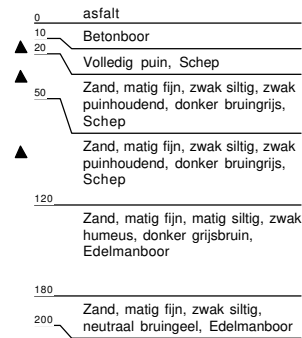 0
asfalt
10
Betonboor
20
Volledig puin, Schep
Zand, matig fijn, zwak siltig, zwak
puinhoudend, donker bruingrijs,
Schep
50
Zand, matig fijn, zwak siltig, zwak
puinhoudend, donker bruingrijs,
Schep
120
Zand, matig fijn, matig siltig, zwak
humeus, donker grijsbruin,
Edelmanboor
180
Zand, matig fijn, zwak siltig,
neutraal bruingeel, Edelmanboor
200